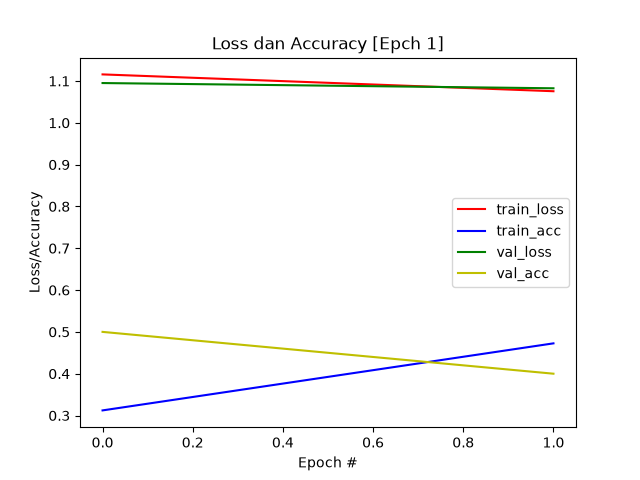 Loss dan Accuracy [Epch 1]
1.1
1.0
0.9
0.8
0.7
0.6
0.5
0.4
0.3
Loss/Accuracy
train_loss
train_acc
val_loss
val_acc
0.0 0.2 0.4 0.6 0.8 1.0
Epoch #